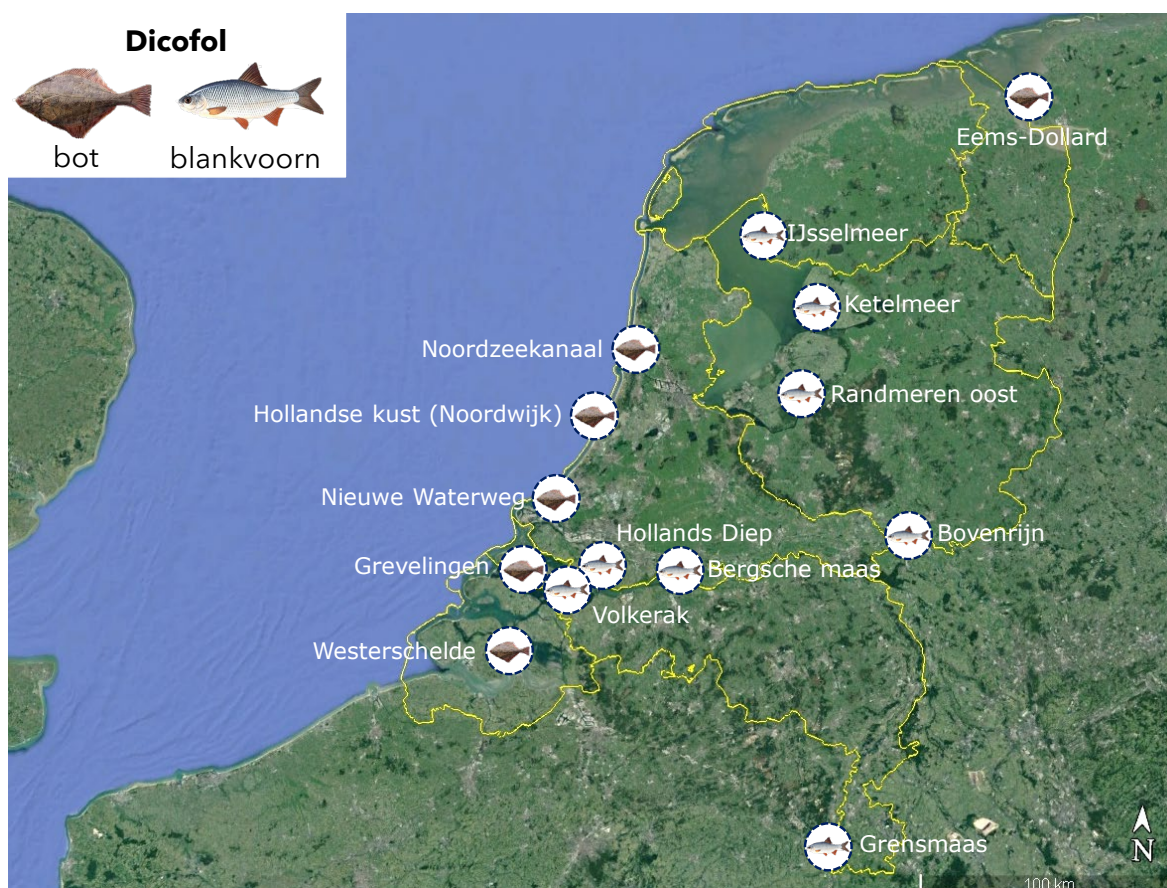 Dicofol
bot
blankvoorn
Eems-Dollard
IJsselmeer
Ketelmeer
Noordzeekanaal
Randmeren oost
Hollandse kust (Noordwijk)
Nieuwe Waterweg
Hollands Diep
Bovenrijn
Grevelingen
Bergsche maas
Volkerak
Westerschelde
N
Grensmaas
100 km